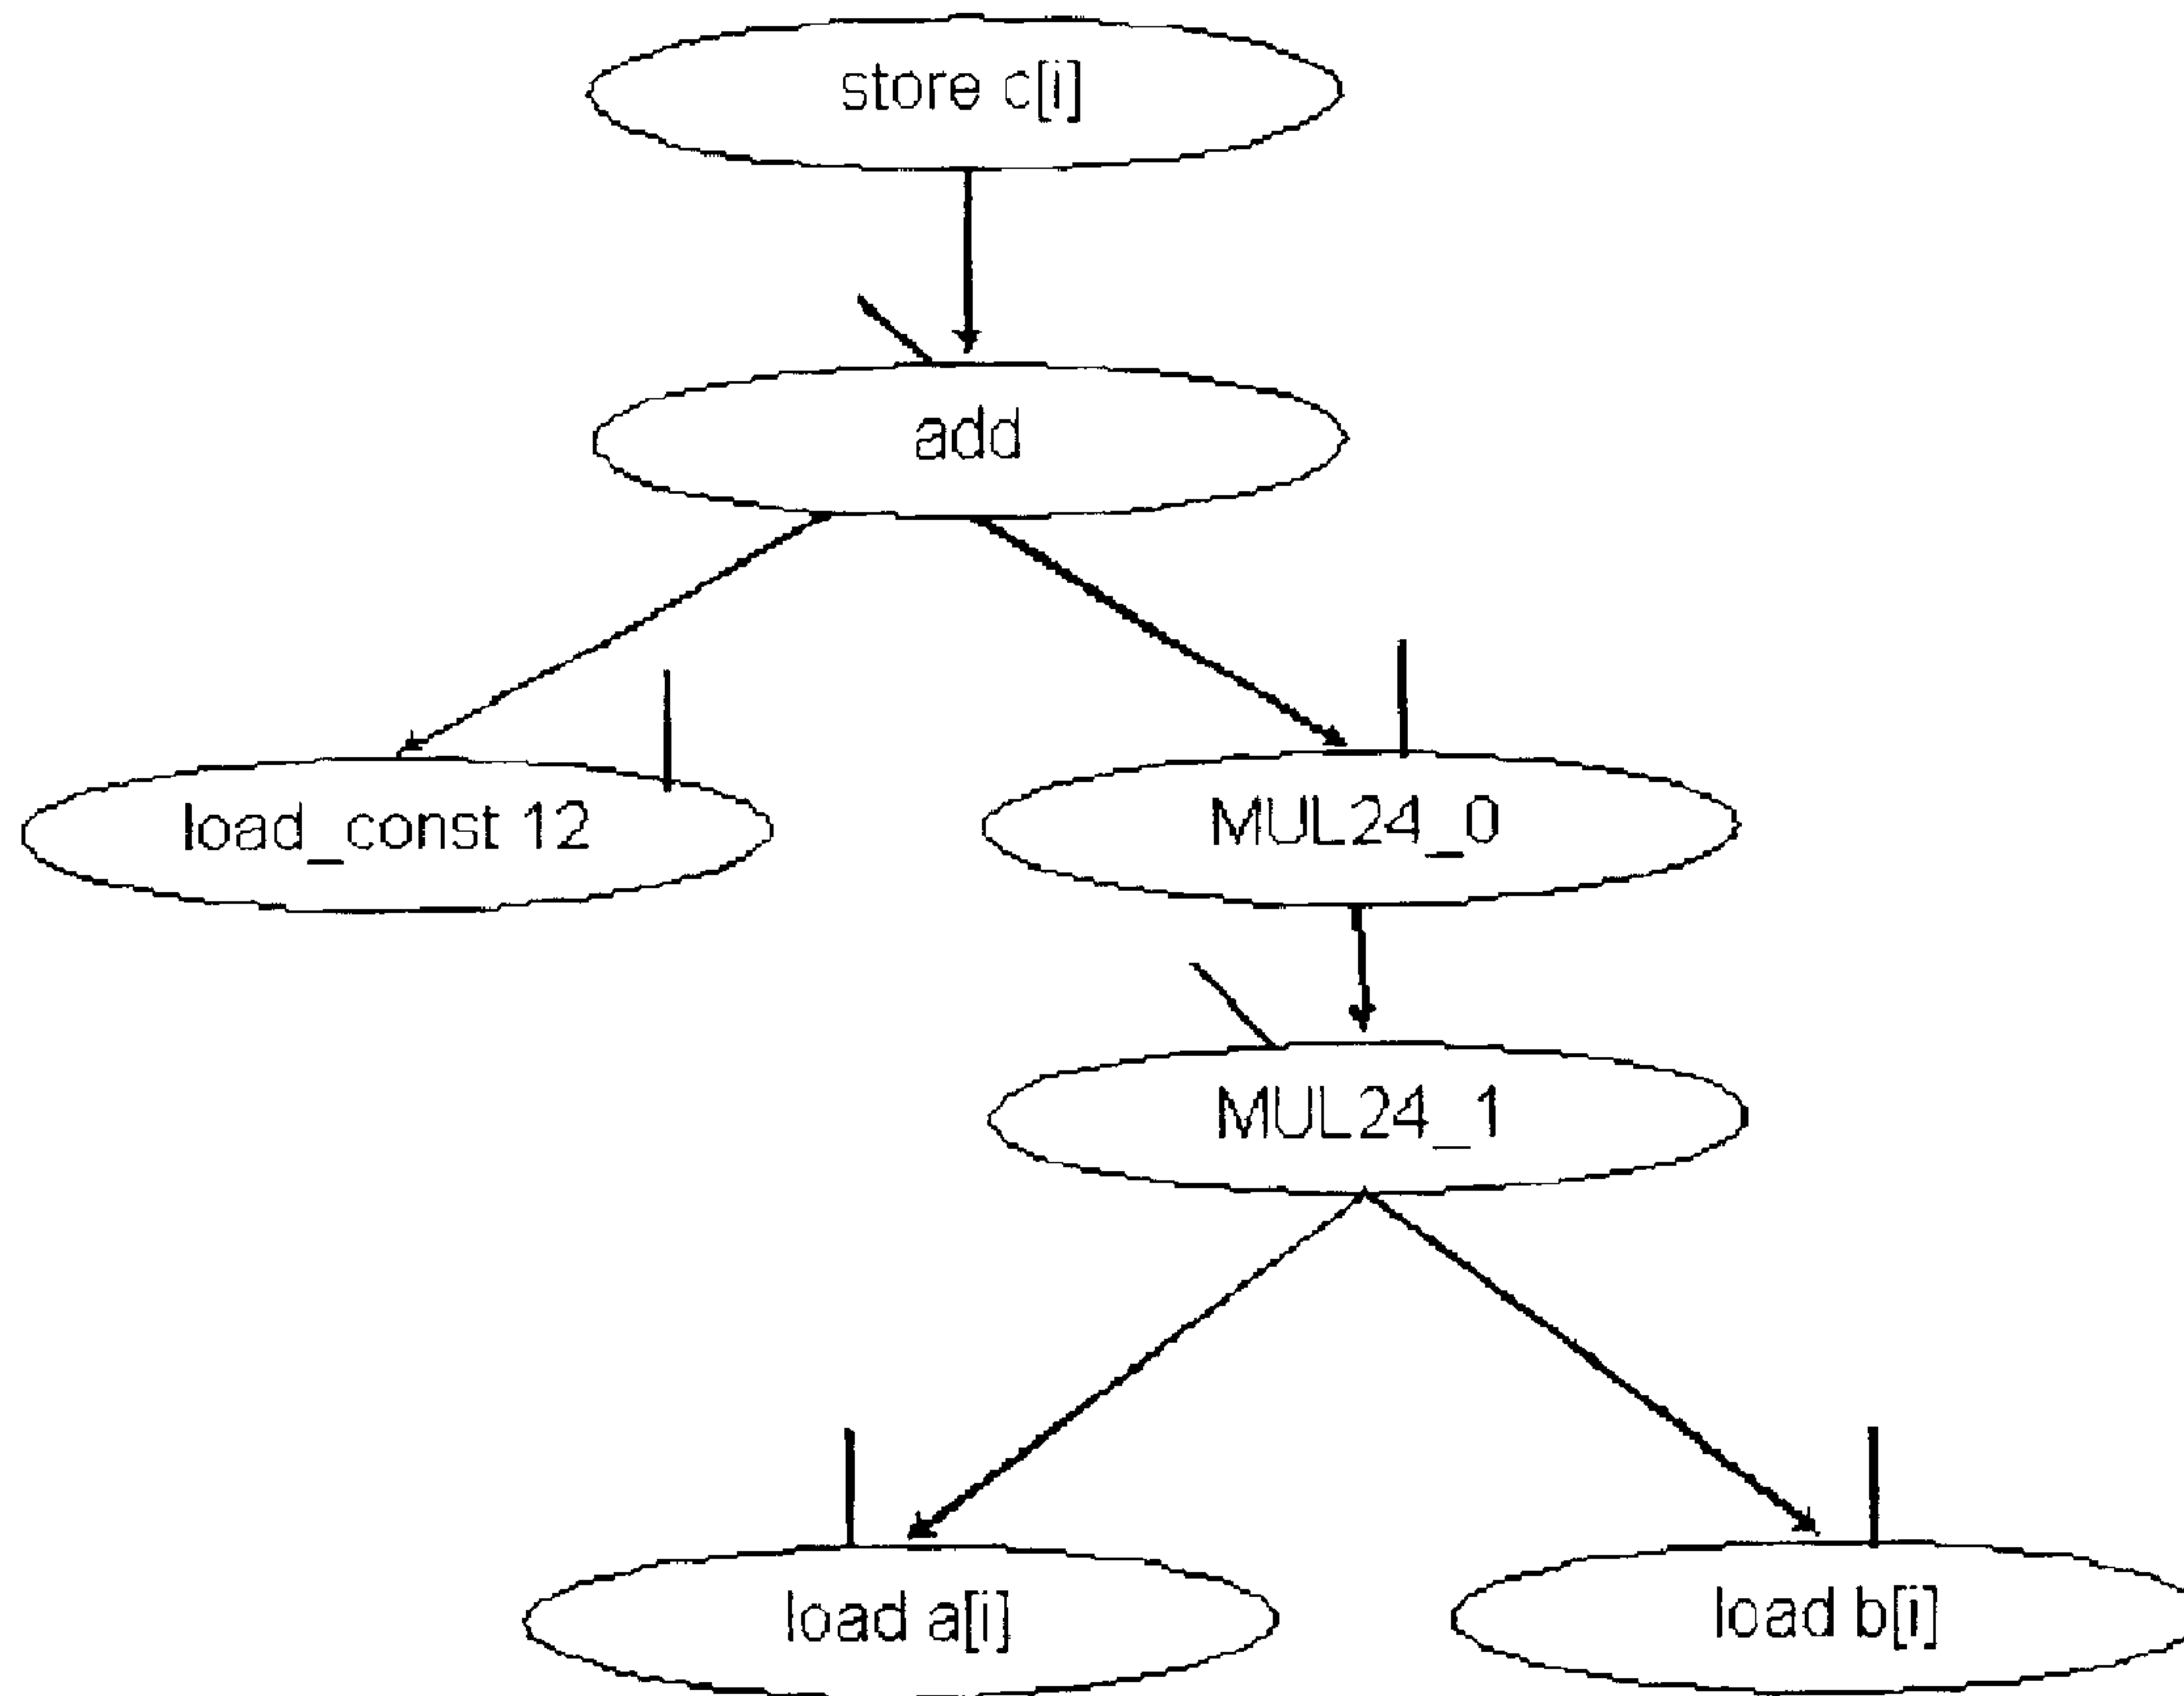 store c[i]
add
load_const 12
MUL24_0
MUL24_1
load a[i]
load b[i]